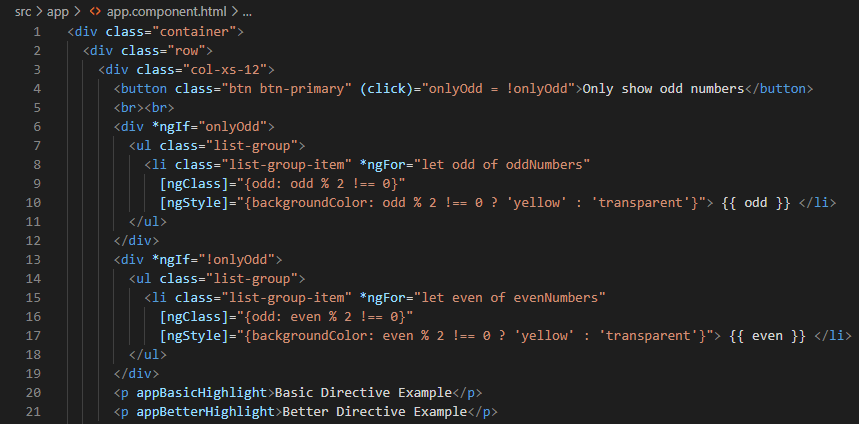 src > app > <> app.component.html > ...
1 <div class="container">
2 <div class="row">
3 <div class="col-xs-12">
4 <button class="btn btn-primary" (click)="onlyOdd = !onlyOdd">Only show odd numbers</button>
5 <br><br>
6 <div *ngIf="onlyOdd">
7 <ul class="list-group">
8 <li class="list-group-item" *ngFor="let odd of oddNumbers"
9 [ngClass]="{odd: odd % 2 !== 0}"
10 [ngStyle]="{backgroundColor: odd % 2 !== 0 ? 'yellow' : 'transparent'}"> {{ odd }} </li>
11 </ul>
12 </div>
13 <div *ngIf="!onlyOdd">
14 <ul class="list-group">
15 <li class="list-group-item" *ngFor="let even of evenNumbers"
16 [ngClass]="{odd: even % 2 !== 0}"
17 [ngStyle]="{backgroundColor: even % 2 !== 0 ? 'yellow' : 'transparent'}"> {{ even }} </li>
18 </ul>
19 </div>
20 <p appBasicHighlight>Basic Directive Example</p>
21 <p appBetterHighlight>Better Directive Example</p>